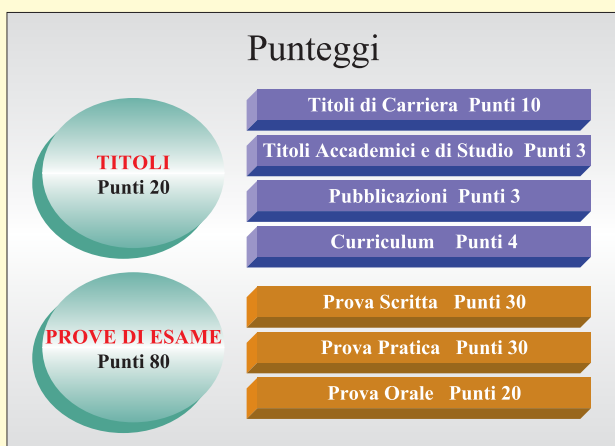 Punteggi
TITOLI
Punti 20
Titoli di Carriera Punti 10
Titoli Accademici e di Studio Punti 3
Pubblicazioni Punti 3
Curriculum Punti 4
PROVE DI ESAME
Punti 80
Prova Scritta Punti 30
Prova Pratica Punti 30
Prova Orale Punti 20